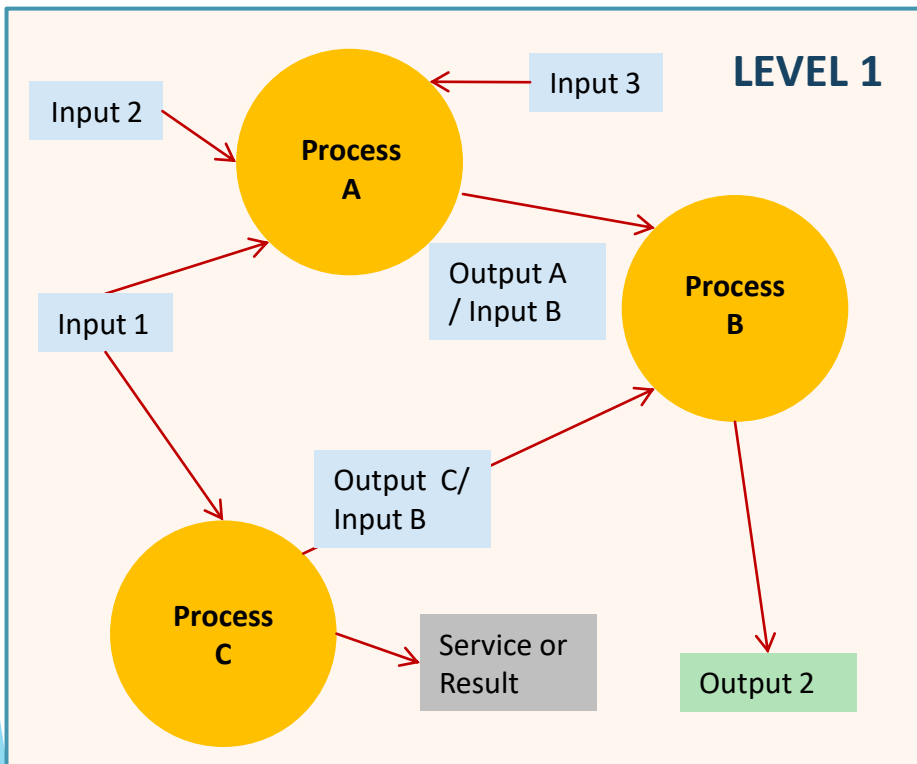 LEVEL 1
Input 3
Input 2
Process
A
Output A
/ Input B
Process
B
Input 1
Output C/
Input B
Process
C
Service or
Result
Output 2